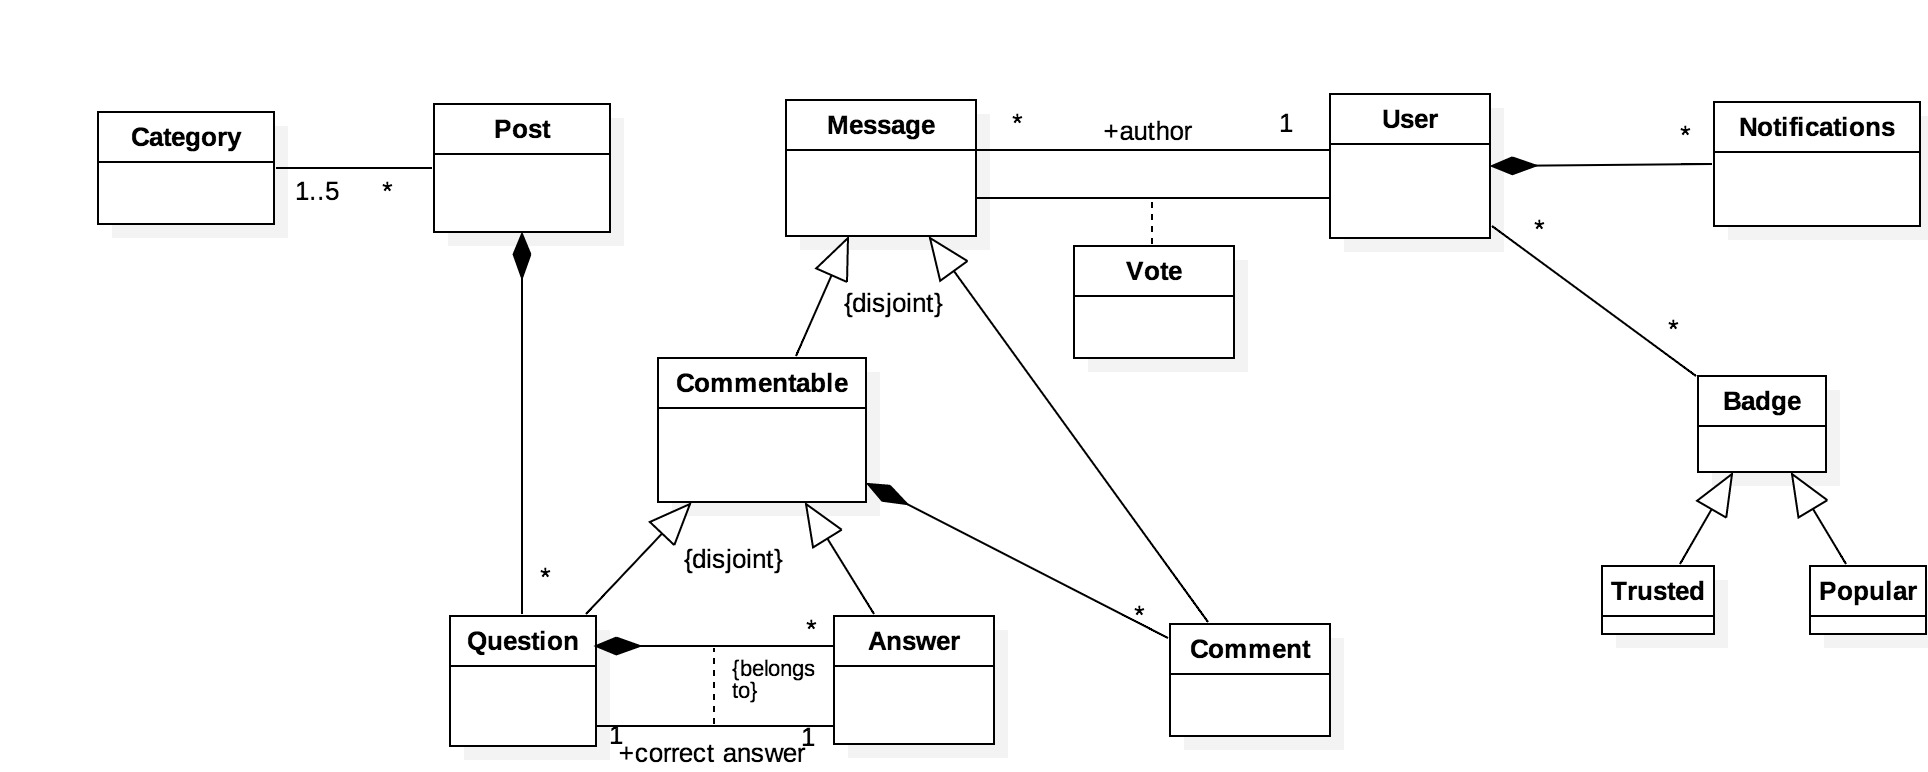 Category
Post
Message
* +author 1
User
*
Notifications
1..5 *
*
Vote
{disjoint}
*
Commentable
Badge
{disjoint}
*
Trusted
Popular
*
*
Question
Answer
Comment
{belongs
to}
1
1
+correct answer